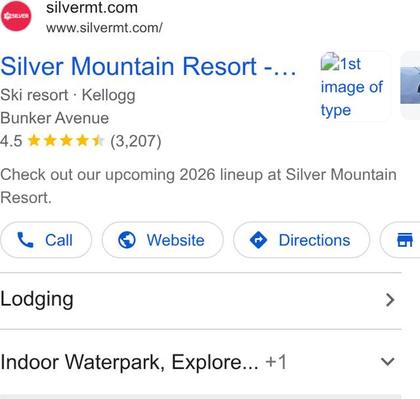 silvermt.com
SILVER
www.silvermt.com/
Silver Mountain Resort -...
1st
image of
type
Ski resort · Kellogg
Bunker Avenue
4.5 ★★★★★ (3,207)
Check out our upcoming 2026 lineup at Silver Mountain
Resort.
Call Website Directions
Lodging
Indoor Waterpark, Explore... +1